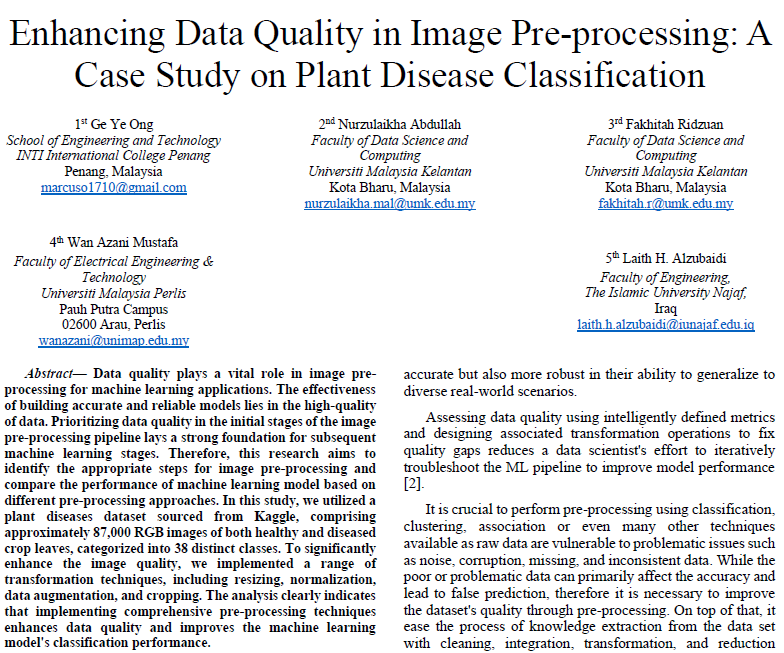 Enhancing Data Quality in Image Pre-processing: A
Case Study on Plant Disease Classification
1st Ge Ye Ong
School of Engineering and Technology
INTI International College Penang
Penang, Malaysia
marcuso1710@gmail.com
2nd Nurzulaikha Abdullah
Faculty of Data Science and
Computing
Universiti Malaysia Kelantan
Kota Bharu, Malaysia
nurzulaikha.mal@umk.edu.my
3rd Fakhitah Ridzuan
Faculty of Data Science and
Computing
Universiti Malaysia Kelantan
Kota Bharu, Malaysia
fakhitah.r@umk.edu.my
4th Wan Azani Mustafa
Faculty of Electrical Engineering &
Technology
Universiti Malaysia Perlis
Pauh Putra Campus
02600 Arau, Perlis
wanazani@unimap.edu.my
5th Laith H. Alzubaidi
Faculty of Engineering,
The Islamic University Najaf,
Iraq
laith.h.alzubaidi@iunajaf.edu.iq
Abstract— Data quality plays a vital role in image pre-
processing for machine learning applications. The effectiveness
of building accurate and reliable models lies in the high-quality
of data. Prioritizing data quality in the initial stages of the image
pre-processing pipeline lays a strong foundation for subsequent
machine learning stages. Therefore, this research aims to
identify the appropriate steps for image pre-processing and
compare the performance of machine learning model based on
different pre-processing approaches. In this study, we utilized a
plant diseases dataset sourced from Kaggle, comprising
approximately 87,000 RGB images of both healthy and diseased
crop leaves, categorized into 38 distinct classes. To significantly
enhance the image quality, we implemented a range of
transformation techniques, including resizing, normalization,
data augmentation, and cropping. The analysis clearly indicates
that implementing comprehensive pre-processing techniques
enhances data quality and improves the machine learning
model's classification performance.
accurate but also more robust in their ability to generalize to
diverse real-world scenarios.
Assessing data quality using intelligently defined metrics
and designing associated transformation operations to fix
quality gaps reduces a data scientist's effort to iteratively
troubleshoot the ML pipeline to improve model performance
[2].
It is crucial to perform pre-processing using classification,
clustering, association or even many other techniques
available as raw data are vulnerable to problematic issues such
as noise, corruption, missing, and inconsistent data. While the
poor or problematic data can primarily affect the accuracy and
lead to false prediction, therefore it is necessary to improve
the dataset's quality through pre-processing. On top of that, it
ease the process of knowledge extraction from the data set
with cleaning, integration, transformation, and reduction